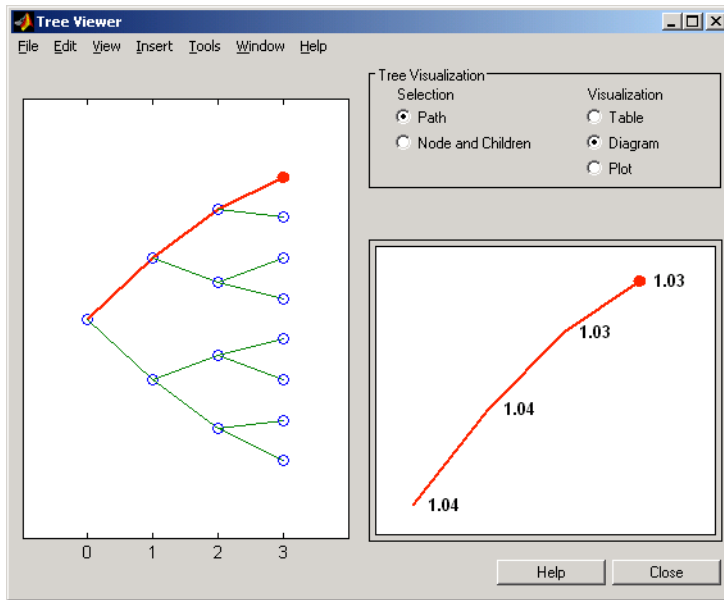 Tree Viewer
File Edit View Insert Tools Window Help
Tree Visualization
Selection
Path
Node and Children
Visualization
Table
Diagram
Plot
0 1 2 3
1.03
1.03
1.04
1.04
Help Close